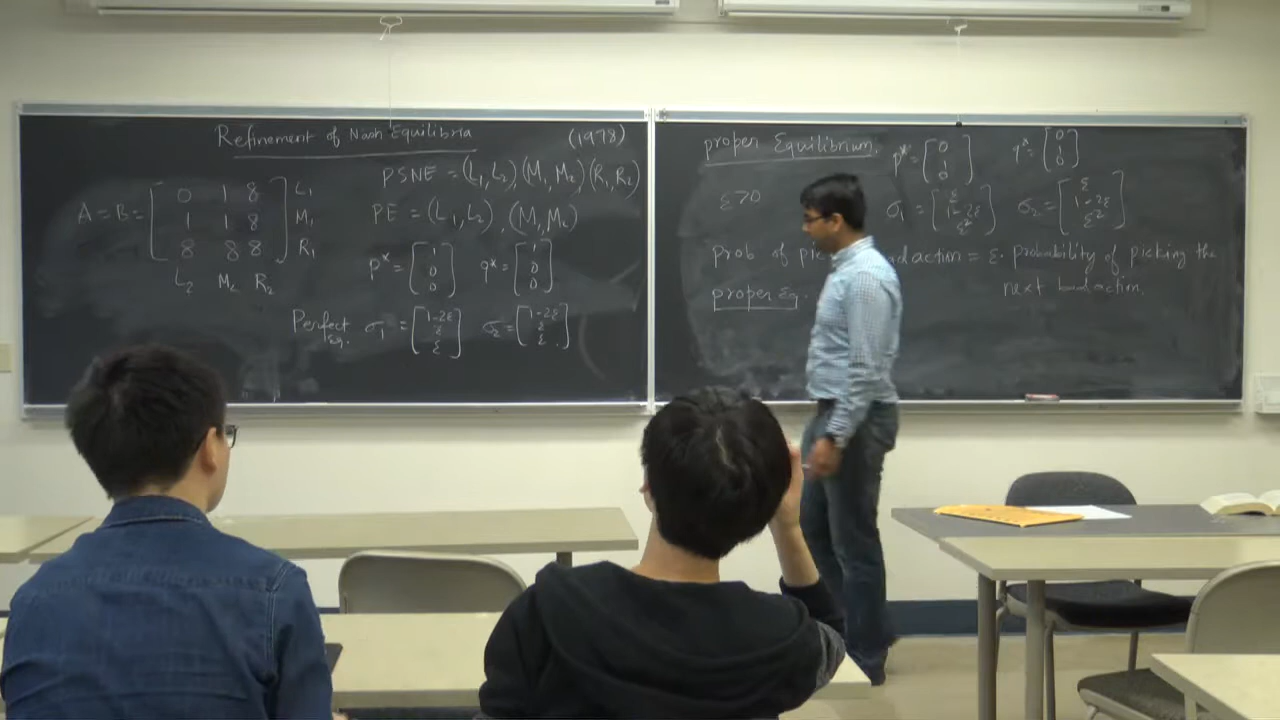 Refinement of Nash Equilibria (1978)
PSNE = (L₁, L₂) (M₁, M₂) (R₁, R₂)
A = B = [0 1 8] L₁
[1 1 8] M₁
[8 8 8] R₁
L₂ M₂ R₂
PE = (L₁, L₂), (M₁, M₂)
p* = [1 0 0] q* = [1 0 0]
Perfect Eq. σ₁ = [1-2ε ε ε] σ₂ = [1-2ε ε ε]
proper Equilibrium. p* = [0 1 0] q* = [0 1 0]
ε>0 σ₁ = [ε 1-2ε ε²] σ₂ = [ε 1-2ε ε²]
prob of action = ε. probability of picking the
next bad action.
proper Eq.